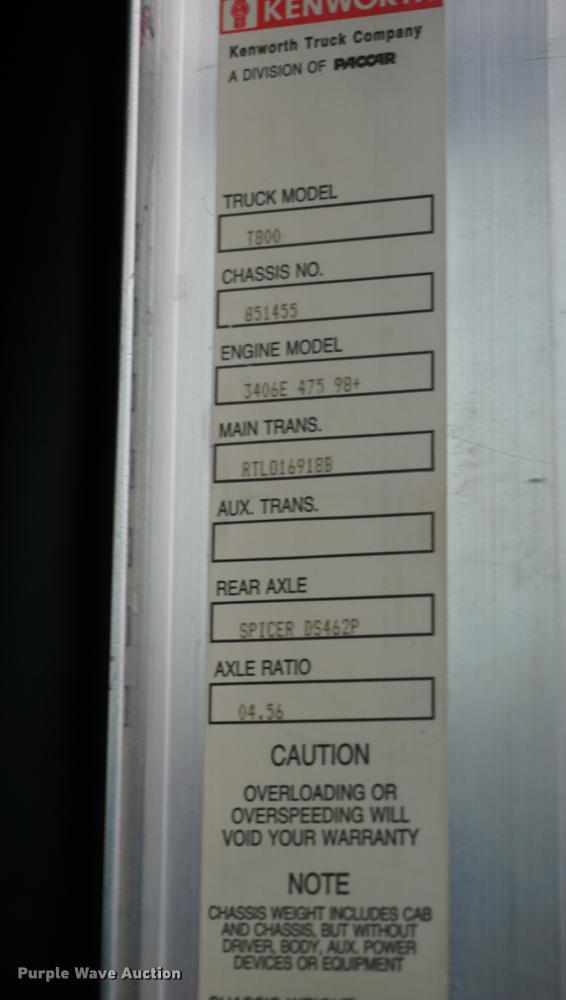 KENWORTH
Kenworth Truck Company
A DIVISION OF PACCAR
TRUCK MODEL
T800
CHASSIS NO.
851455
ENGINE MODEL
3406E 475 98+
MAIN TRANS.
RTLO16918B
AUX. TRANS.
REAR AXLE
SPICER DS462P
AXLE RATIO
04.56
CAUTION
OVERLOADING OR
OVERSPEEDING WILL
VOID YOUR WARRANTY
NOTE
CHASSIS WEIGHT INCLUDES CAB
AND CHASSIS, BUT WITHOUT
DRIVER, BODY, AUX. POWER
DEVICES OR EQUIPMENT
CHASSIS WEIGHT
Purple Wave Auction